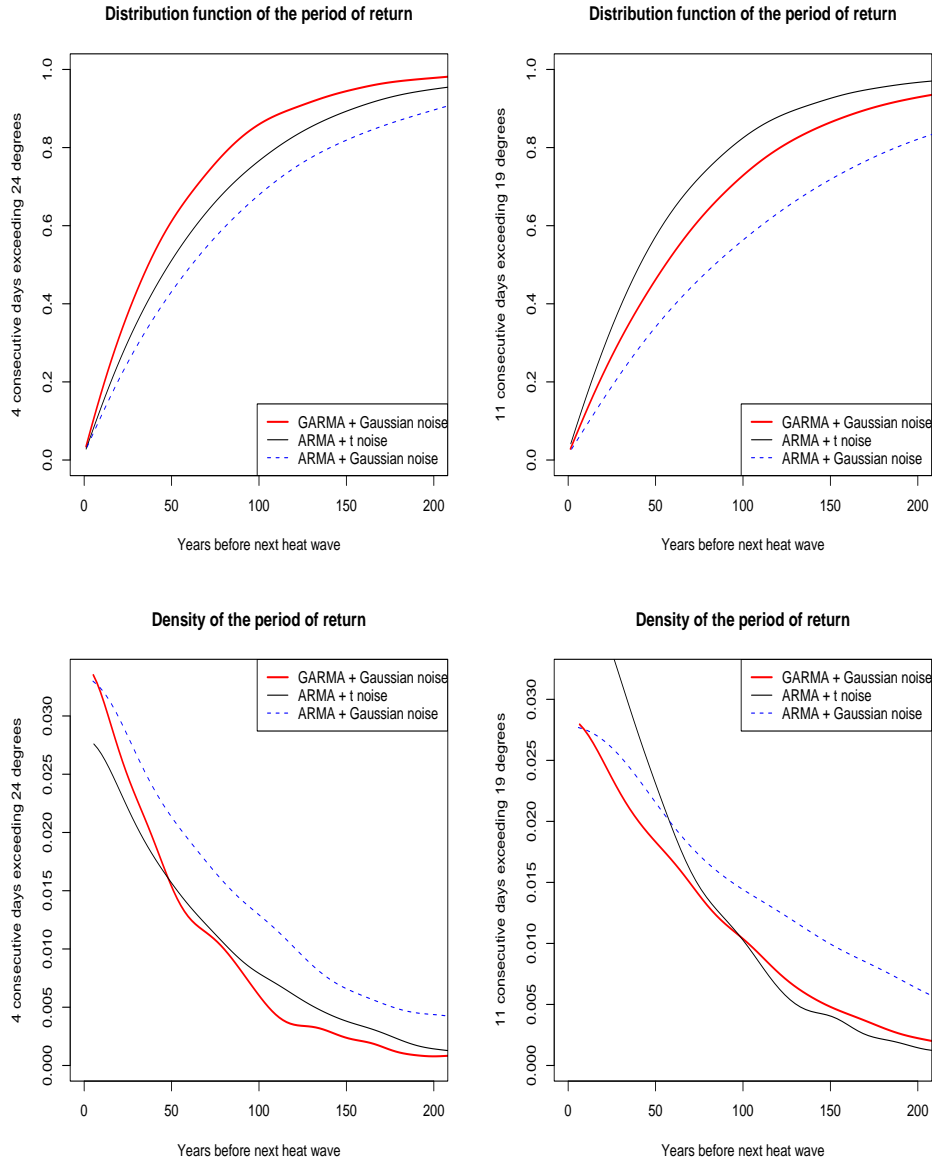 Distribution function of the period of return
4 consecutive days exceeding 24 degrees
1.0
0.8
0.6
0.4
0.2
0.0
GARMA + Gaussian noise
ARMA + t noise
ARMA + Gaussian noise
0 50 100 150 200
Years before next heat wave
Distribution function of the period of return
11 consecutive days exceeding 19 degrees
1.0
0.8
0.6
0.4
0.2
0.0
GARMA + Gaussian noise
ARMA + t noise
ARMA + Gaussian noise
0 50 100 150 200
Years before next heat wave
Density of the period of return
4 consecutive days exceeding 24 degrees
0.030
0.025
0.020
0.015
0.010
0.005
0.000
GARMA + Gaussian noise
ARMA + t noise
ARMA + Gaussian noise
0 50 100 150 200
Years before next heat wave
Density of the period of return
11 consecutive days exceeding 19 degrees
0.030
0.025
0.020
0.015
0.010
0.005
0.000
GARMA + Gaussian noise
ARMA + t noise
ARMA + Gaussian noise
0 50 100 150 200
Years before next heat wave